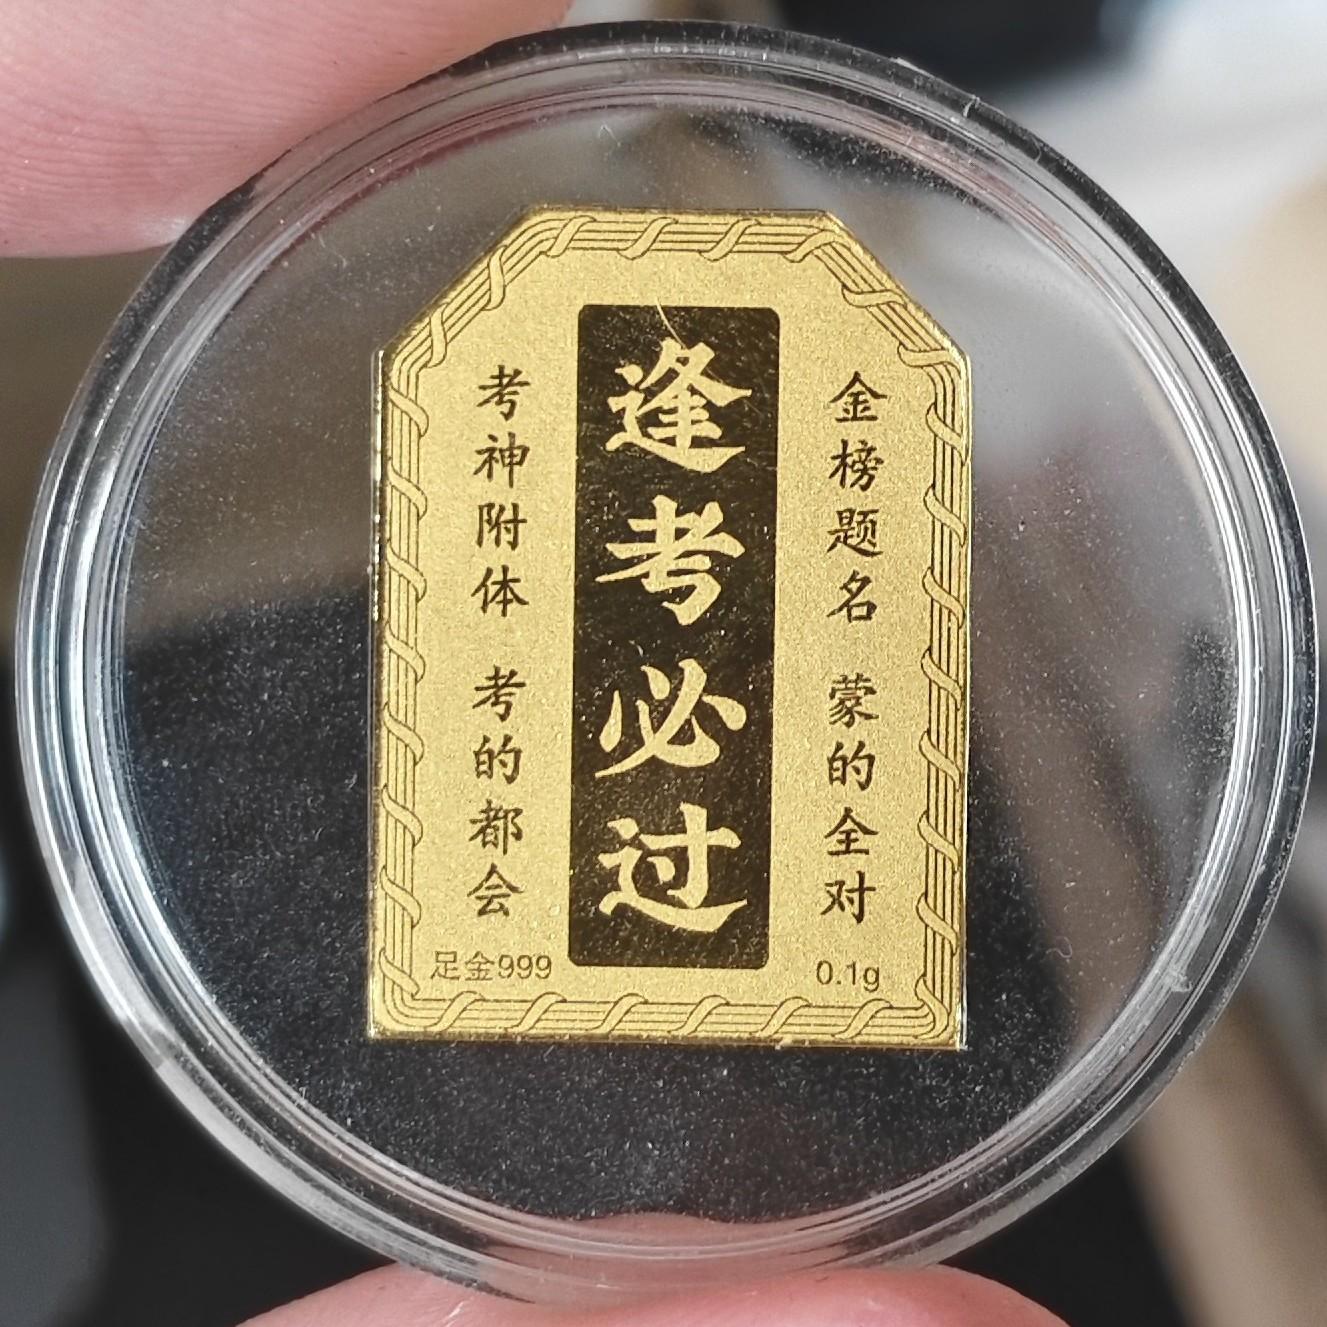 金榜题名 蒙的全对
逢考必过
考神附体 考的都会
足金999
0.1g